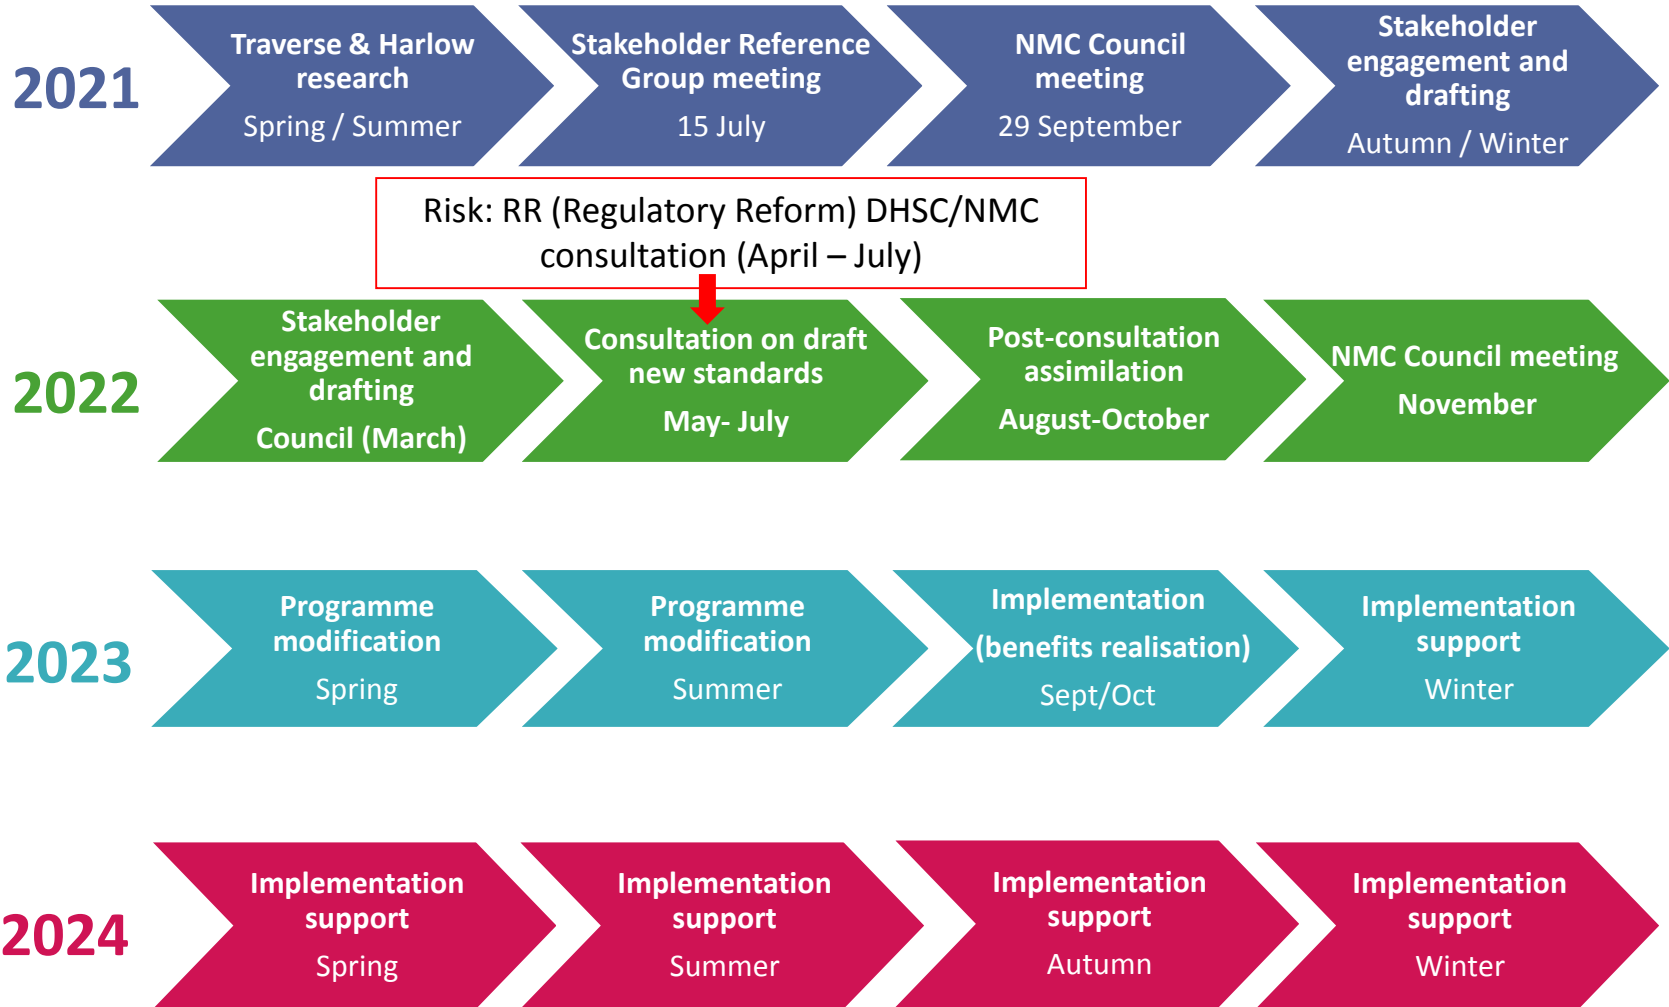 2021
Traverse & Harlow
research
Spring / Summer
Stakeholder Reference
Group meeting
15 July
NMC Council
meeting
29 September
Stakeholder
engagement and
drafting
Autumn / Winter
Risk: RR (Regulatory Reform) DHSC/NMC
consultation (April – July)
2022
Stakeholder
engagement and
drafting
Council (March)
Consultation on draft
new standards
May- July
Post-consultation
assimilation
August-October
NMC Council meeting
November
2023
Programme
modification
Spring
Programme
modification
Summer
Implementation
(benefits realisation)
Sept/Oct
Implementation
support
Winter
2024
Implementation
support
Spring
Implementation
support
Summer
Implementation
support
Autumn
Implementation
support
Winter